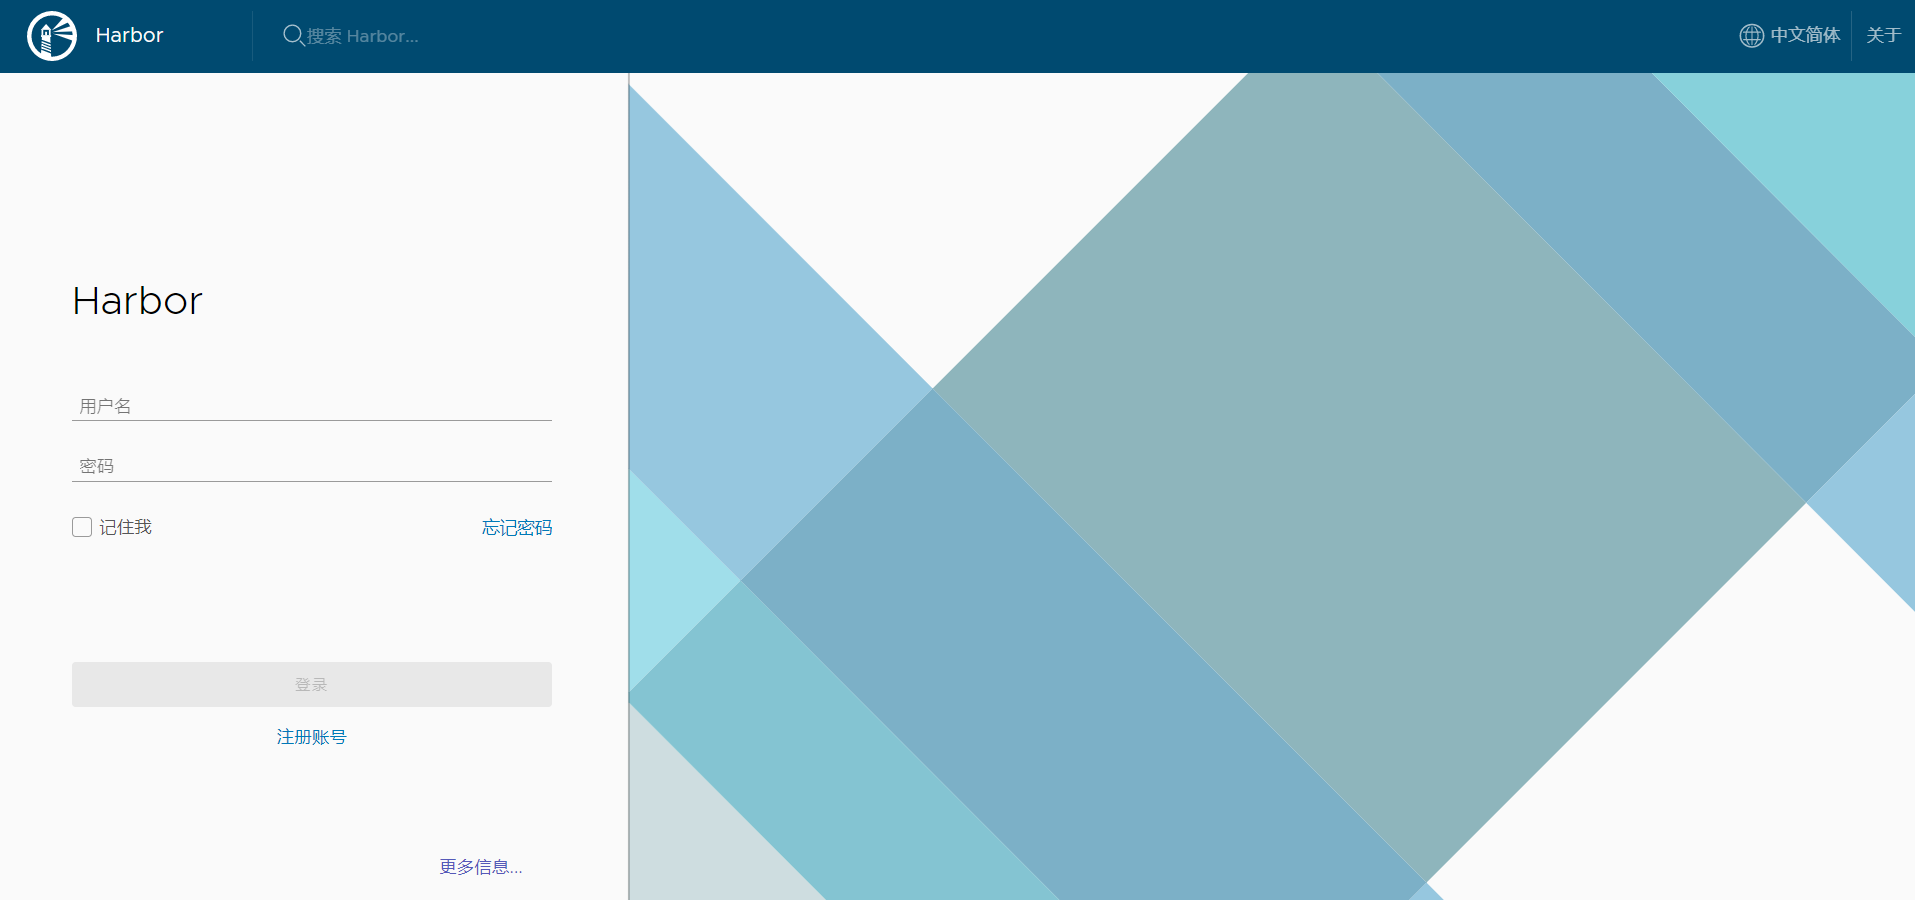 Harbor
搜索 Harbor...
中文简体
关于
Harbor
用户名
密码
记住我
忘记密码
登录
注册账号
更多信息...